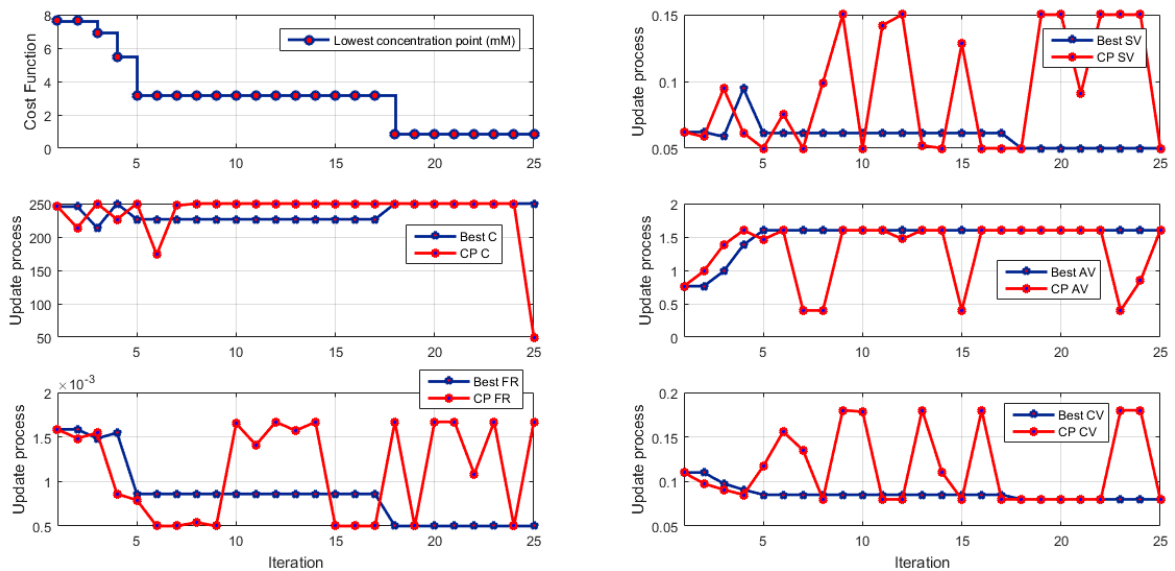 8
6
4
2
0
Cost Function
Lowest concentration point (mM)
5 10 15 20 25
250
200
150
100
50
Update process
Best C
CP C
5 10 15 20 25
×10-3
2
1.5
1
0.5
Update process
Best FR
CP FR
5 10 15 20 25
Iteration
0.15
0.1
0.05
Update process
Best SV
CP SV
5 10 15 20 25
2
1.5
1
0.5
0
Update process
Best AV
CP AV
5 10 15 20 25
0.2
0.15
0.1
0.05
Update process
Best CV
CP CV
5 10 15 20 25
Iteration